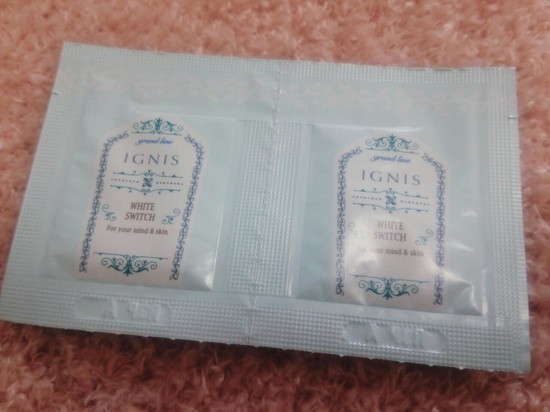 grand line
IGNIS
WHITE
SWITCH
For your mind & skin
grand line
IGNIS
WHITE
SWITCH
For your mind & skin